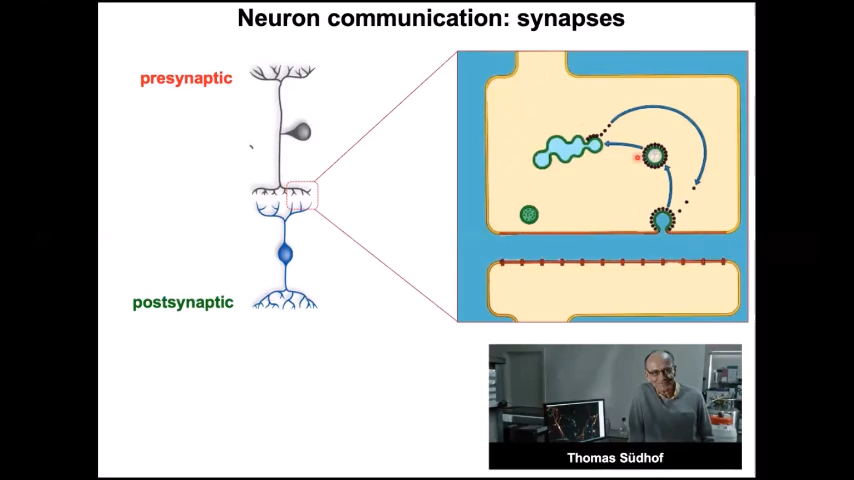 Neuron communication: synapses
presynaptic
postsynaptic
Thomas Südhof